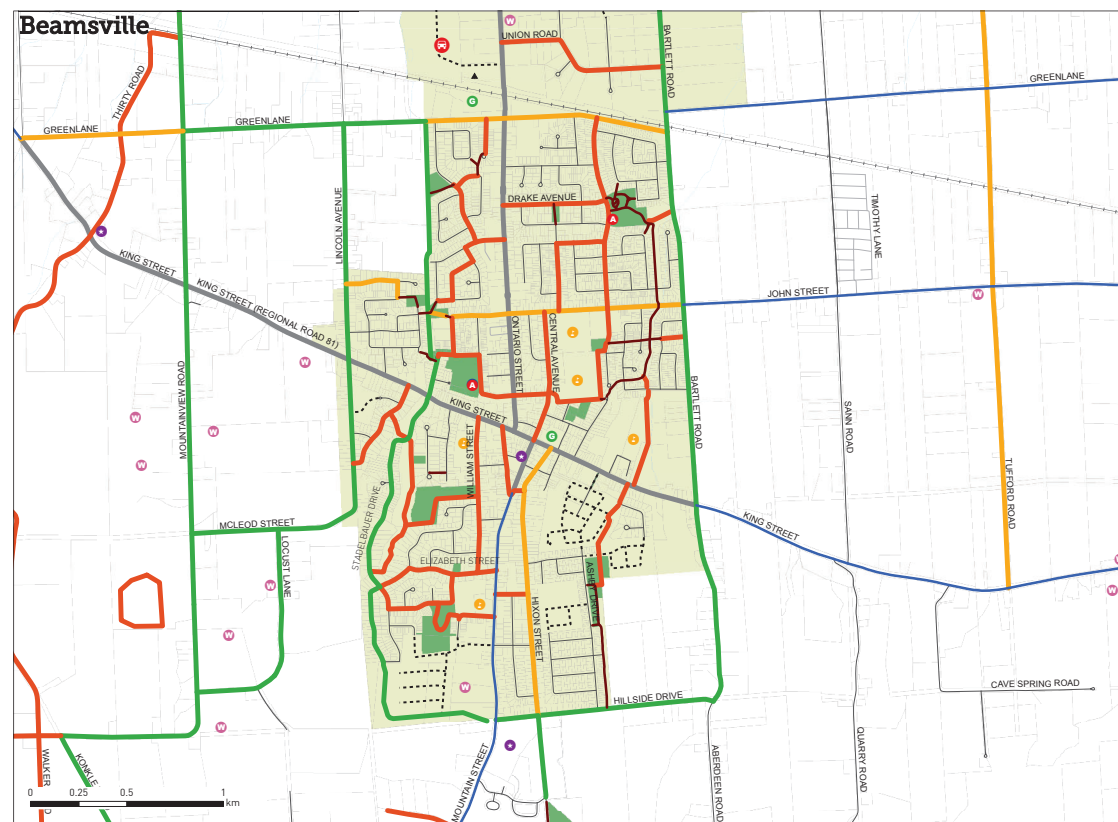 Beamsville
UNION ROAD
BARTLETT ROAD
THIRTY ROAD
GREENLANE
GREENLANE
GREENLANE
DRAKE AVENUE
LINCOLN AVENUE
TIMOTHY LANE
KING STREET
KING STREET (REGIONAL ROAD 81)
JOHN STREET
ONTARIO STREET
CENTRAL AVENUE
MOUNTAINVIEW ROAD
BARTLETT ROAD
KING STREET
SANN ROAD
WILLIAM STREET
TUFFORD ROAD
STADELBAUER DRIVE
MCLEOD STREET
KING STREET
LOCUST LANE
ELIZABETH STREET
ASHBY DRIVE
HIXON STREET
HILLSIDE DRIVE
CAVE SPRING ROAD
WALKER
KONKLE
MOUNTAIN STREET
ABERDEEN ROAD
QUARRY ROAD
W
W
W
W
W
W
W
W
W
W
W
W
G
G
A
A
0 0.25 0.5 1
km